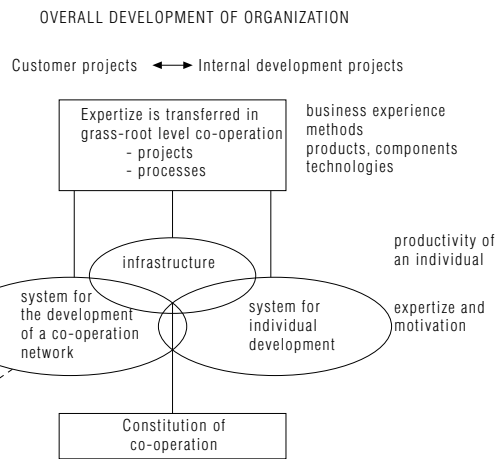 OVERALL DEVELOPMENT OF ORGANIZATION
Customer projects
Internal development projects
Expertize is transferred in
grass-root level co-operation
- projects
- processes
business experience
methods
products, components
technologies
productivity of
an individual
infrastructure
system for
the development
of a co-operation
network
system for
individual
development
expertize and
motivation
Constitution of
co-operation